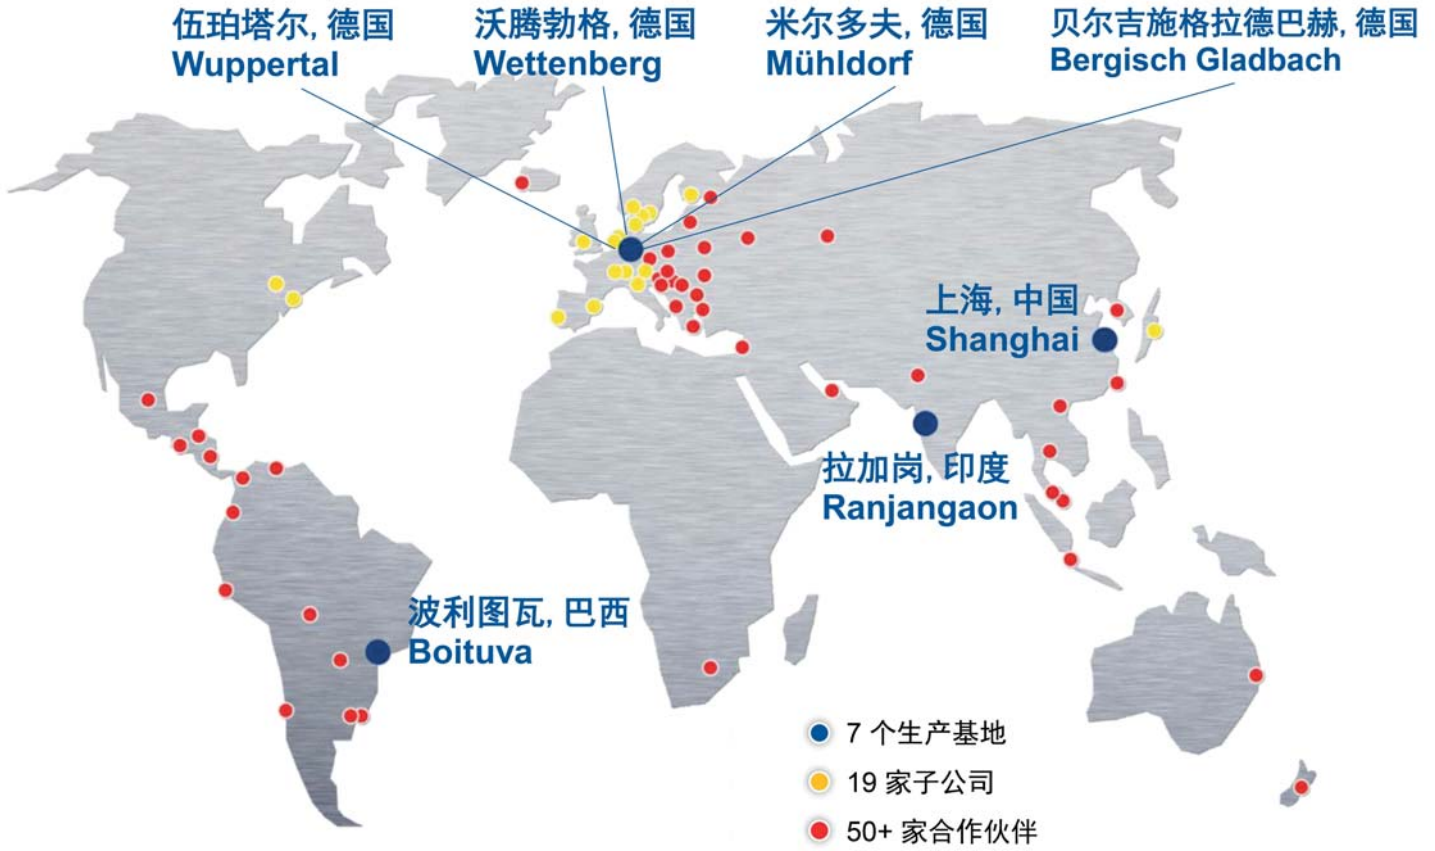 伍珀塔尔, 德国
Wuppertal
沃腾勃格, 德国
Wettenberg
米尔多夫, 德国
Mühldorf
贝尔吉施格拉德巴赫, 德国
Bergisch Gladbach
上海, 中国
Shanghai
拉加岗, 印度
Ranjangaon
波利图瓦, 巴西
Boituva
7 个生产基地
19 家子公司
50+ 家合作伙伴